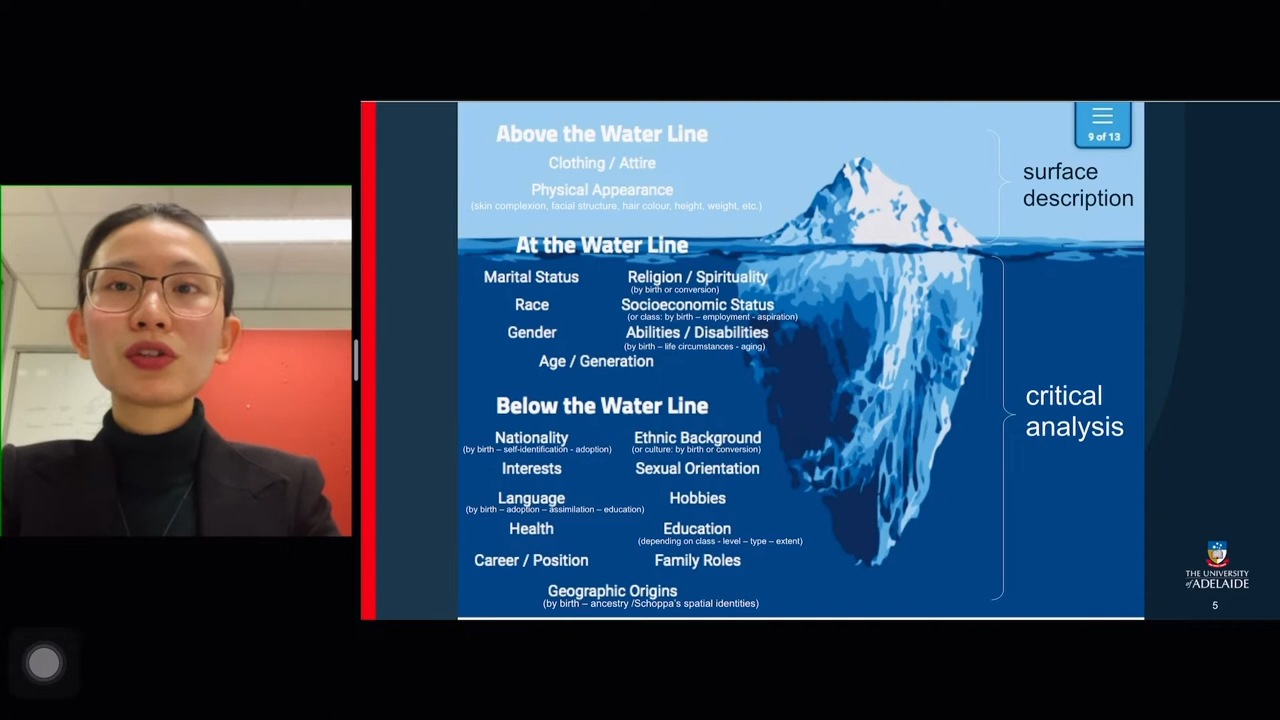 Above the Water Line
Clothing / Attire
Physical Appearance
(skin complexion, facial structure, hair colour, height, weight, etc.)
9 of 13
surface
description
At the Water Line
Marital Status
Religion / Spirituality
(by birth or conversion)
Race
Socioeconomic Status
(or class: by birth – employment - aspiration)
Gender
Abilities / Disabilities
(by birth – life circumstances - aging)
Age / Generation
Below the Water Line
critical
analysis
Nationality
(by birth – self-identification - adoption)
Ethnic Background
(or culture: by birth or conversion)
Interests
Sexual Orientation
Language
(by birth – adoption – assimilation – education)
Hobbies
Health
Education
(depending on class - level – type – extent)
Career / Position
Family Roles
Geographic Origins
(by birth – ancestry /Schoppa's spatial identities)
THE UNIVERSITY
of ADELAIDE
5